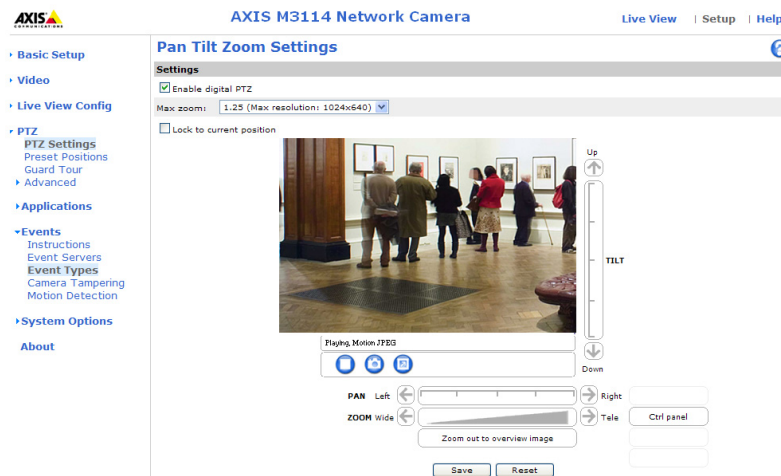 AXIS
COMMUNICATIONS
AXIS M3114 Network Camera
Live View | Setup | Help
Basic Setup
Video
Live View Config
PTZ
PTZ Settings
Preset Positions
Guard Tour
Advanced
Applications
Events
Instructions
Event Servers
Event Types
Camera Tampering
Motion Detection
System Options
About
Pan Tilt Zoom Settings
Settings
Enable digital PTZ
Max zoom: 1.25 (Max resolution: 1024x640)
Lock to current position
Up
TILT
Down
Playing, Motion JPEG
PAN Left Right
ZOOM Wide Tele Ctrl panel
Zoom out to overview image
Save Reset